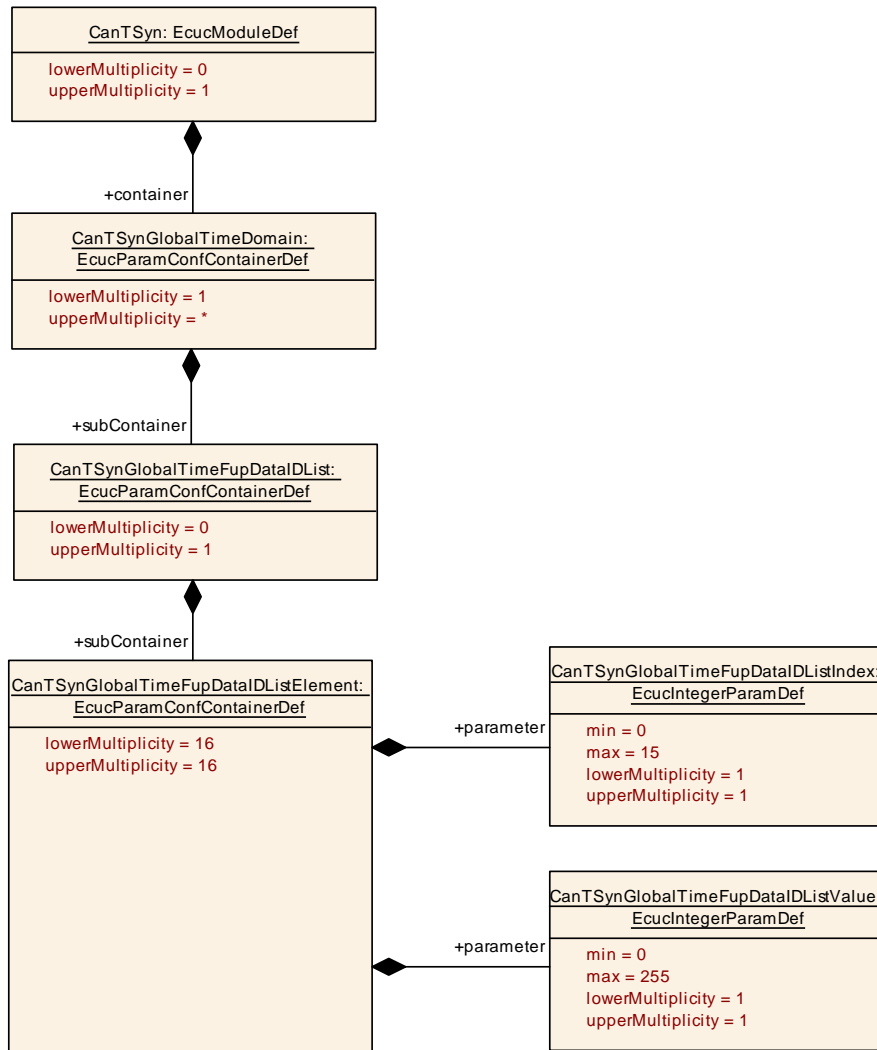 CanTSyn: EcucModuleDef
lowerMultiplicity = 0
upperMultiplicity = 1
+container
CanTSynGlobalTimeDomain:
EcucParamConfContainerDef
lowerMultiplicity = 1
upperMultiplicity = *
+subContainer
CanTSynGlobalTimeFupDataIDList:
EcucParamConfContainerDef
lowerMultiplicity = 0
upperMultiplicity = 1
+subContainer
CanTSynGlobalTimeFupDataIDListElement:
EcucParamConfContainerDef
lowerMultiplicity = 16
upperMultiplicity = 16
+parameter
CanTSynGlobalTimeFupDataIDListIndex:
EcucIntegerParamDef
min = 0
max = 15
lowerMultiplicity = 1
upperMultiplicity = 1
+parameter
CanTSynGlobalTimeFupDataIDListValue
EcucIntegerParamDef
min = 0
max = 255
lowerMultiplicity = 1
upperMultiplicity = 1